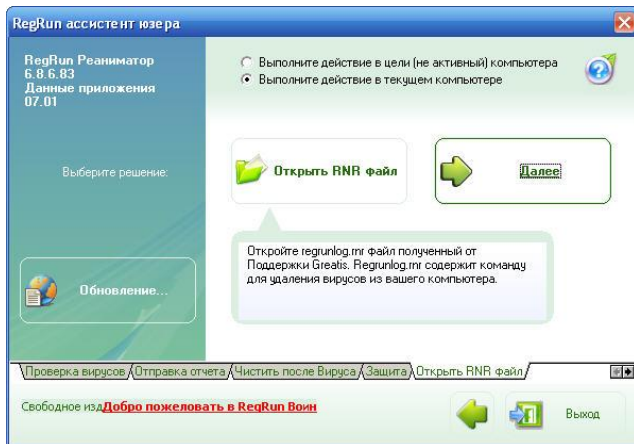 RegRun ассистент юзера
RegRun Реаниматор
6.8.6.83
Данные приложения
07.01
Выполните действие в цели (не активный) компьютера
Выполните действие в текущем компьютере
Выберите решение:
Открыть RNR файл
Далее
Откройте regrunlog.rnr файл полученный от
Поддержки Greatis. Regrunlog.rnr содержит команду
для удаления вирусов из вашего компьютера.
Обновление...
Проверка вирусов Отправка отчета Чистить после Вируса Защита Открыть RNR файл
Свободное изд Добро пожаловать в RegRun Воин
Выход